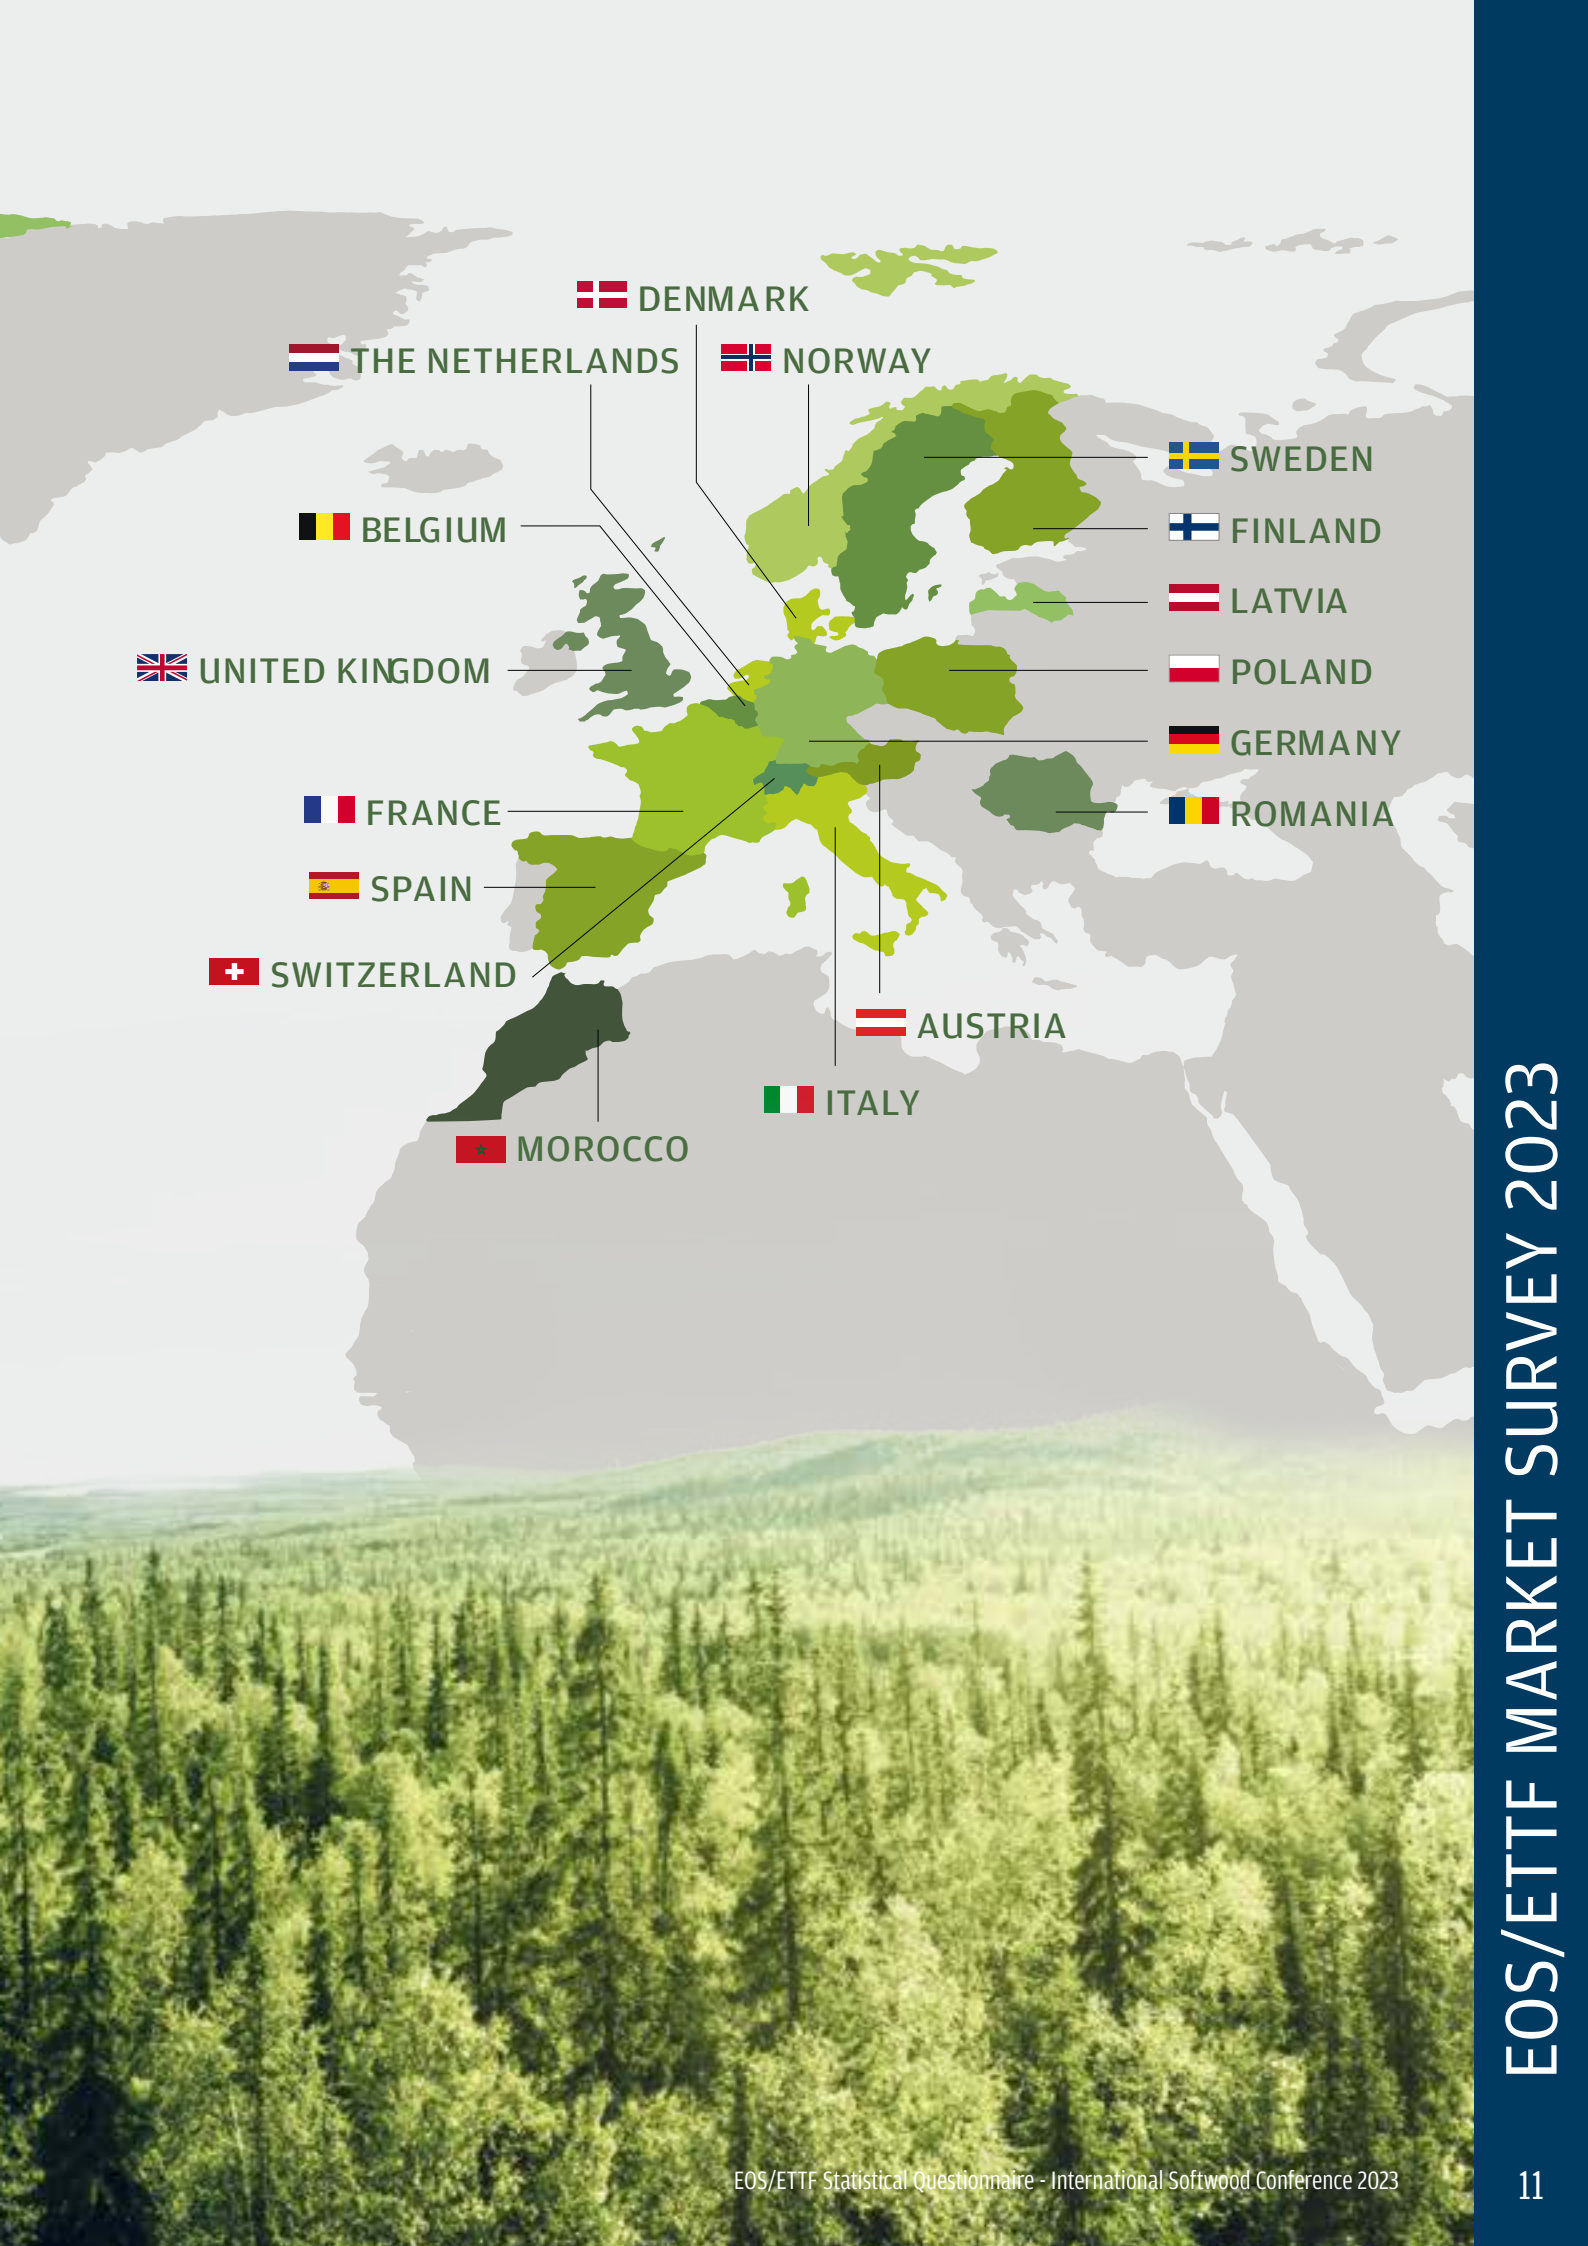 DENMARK
THE NETHERLANDS
NORWAY
SWEDEN
BELGIUM
FINLAND
LATVIA
UNITED KINGDOM
POLAND
GERMANY
FRANCE
ROMANIA
SPAIN
SWITZERLAND
AUSTRIA
ITALY
MOROCCO
EOS/ETTF MARKET SURVEY 2023
EOS/ETTF Statistical Questionnaire - International Softwood Conference 2023
11